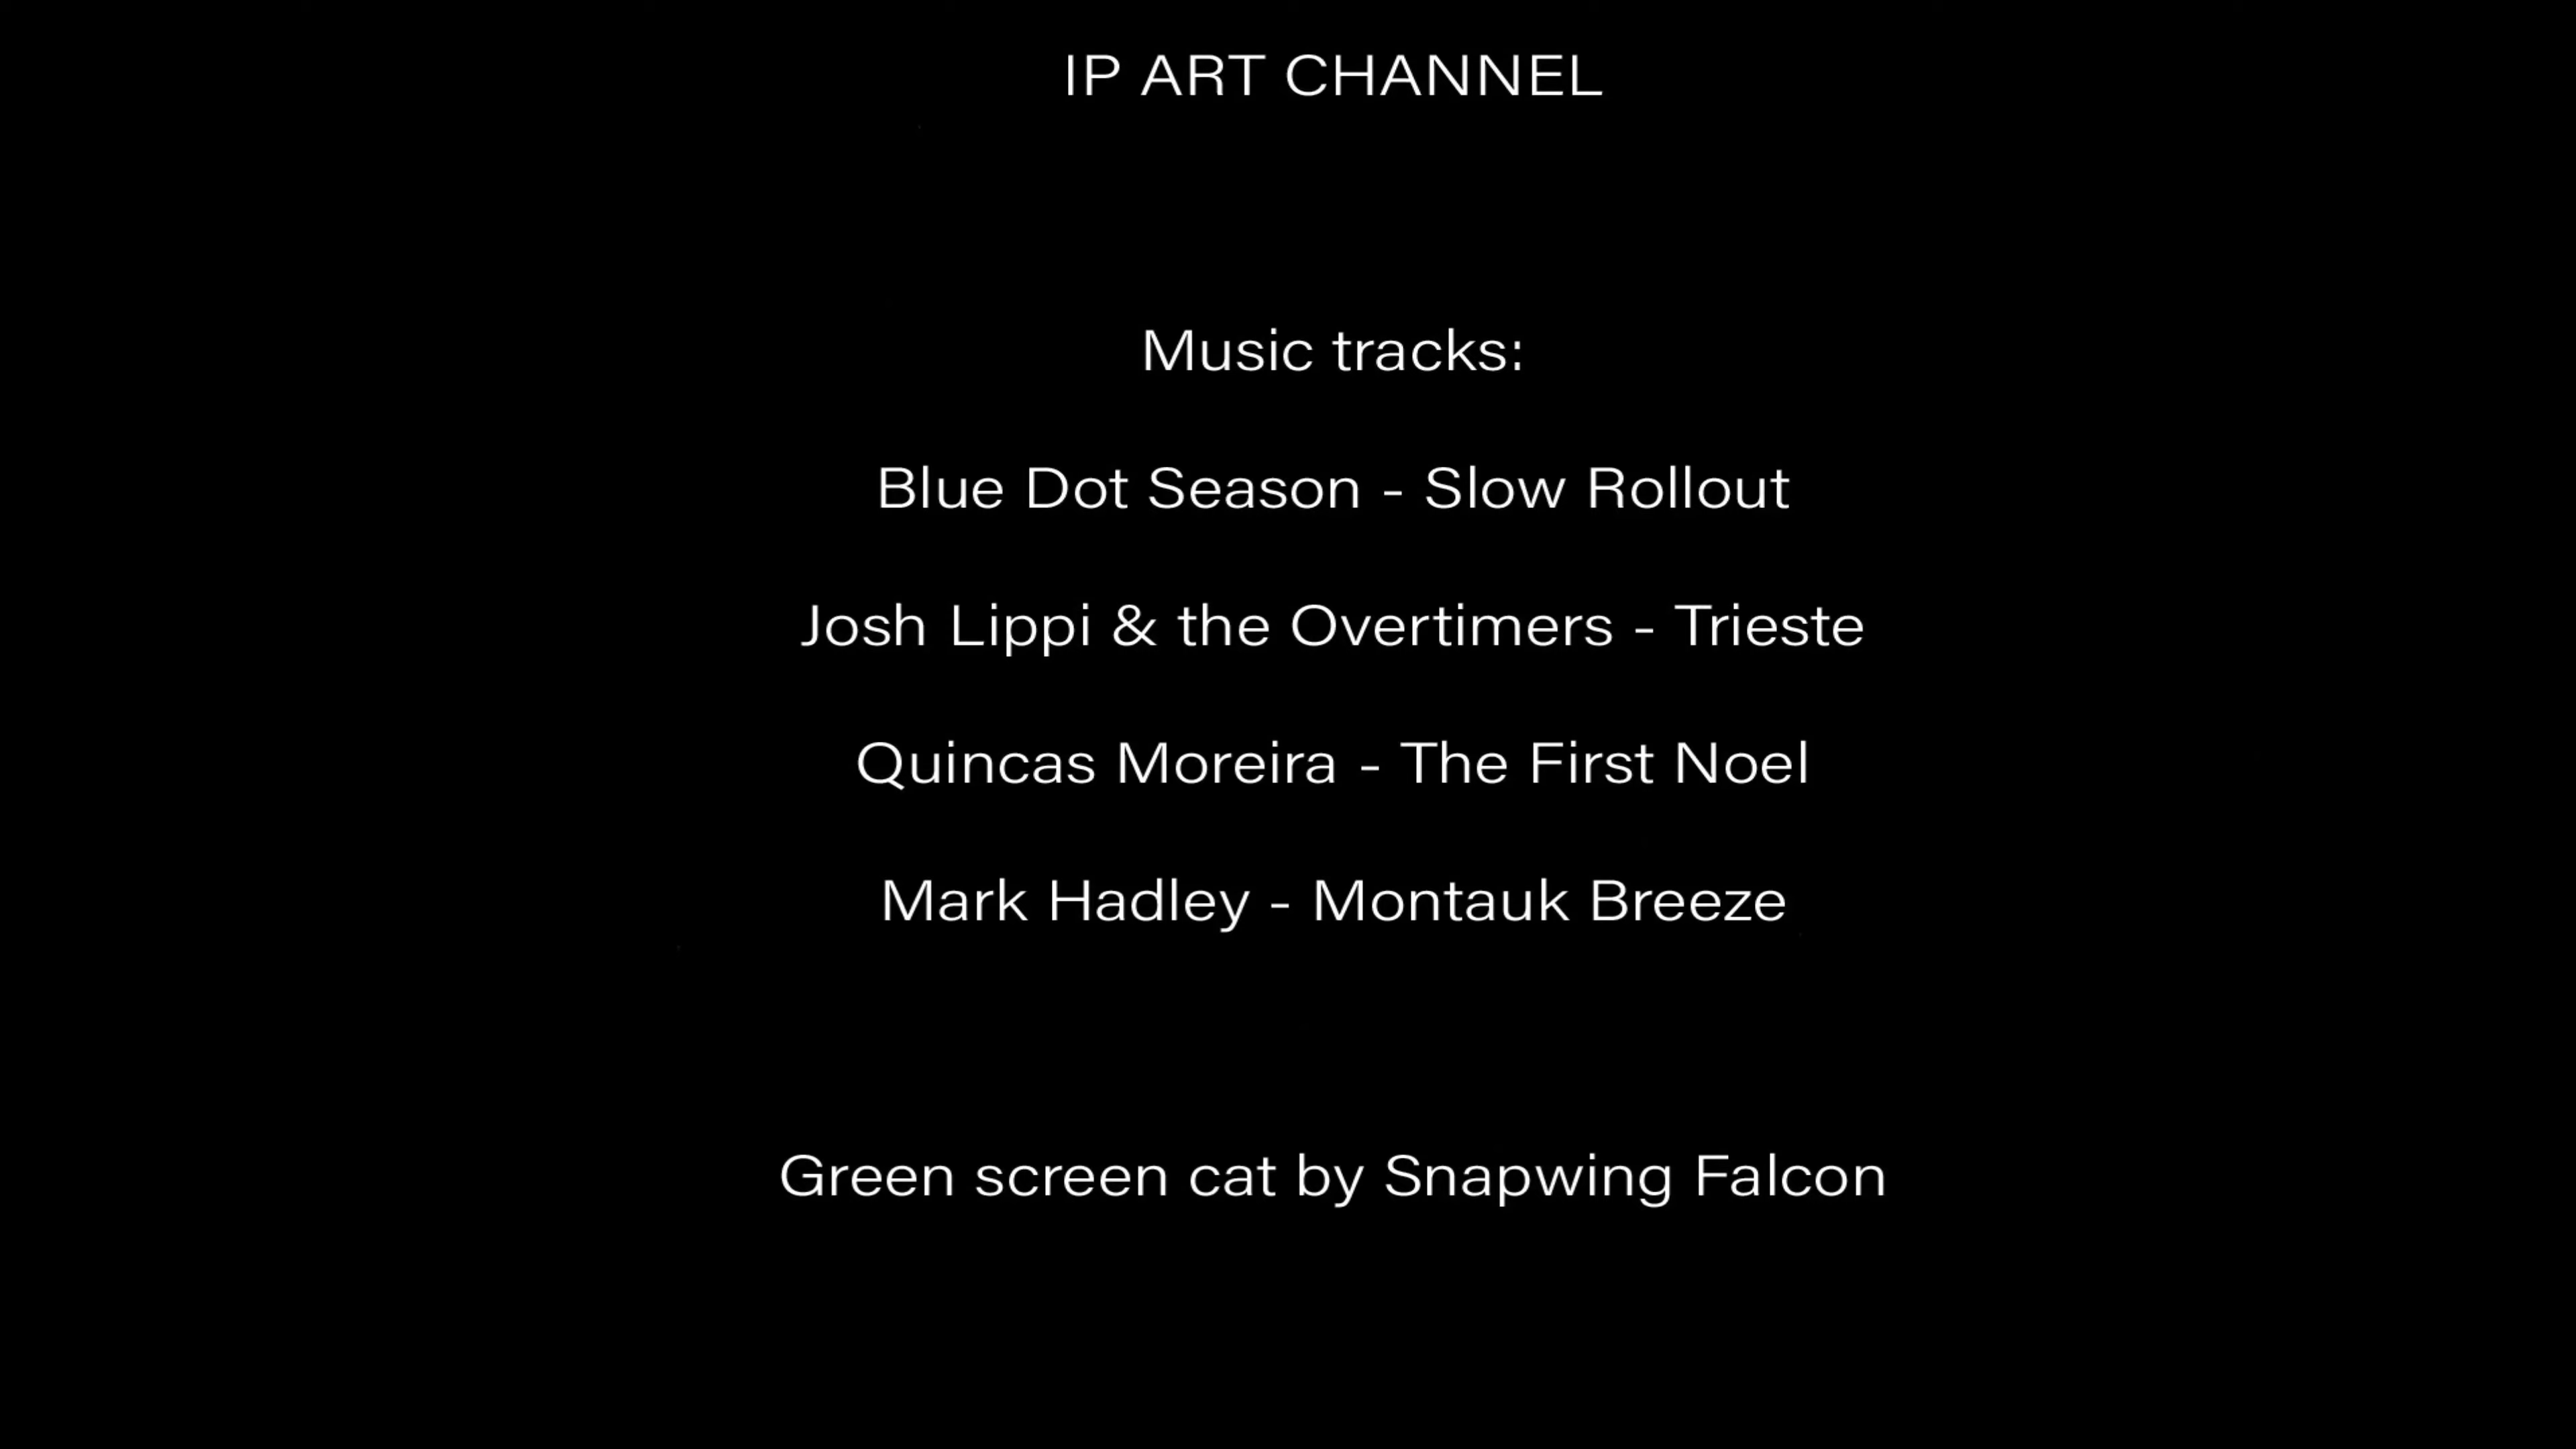 IP ART CHANNEL
Music tracks:
Blue Dot Season - Slow Rollout
Josh Lippi & the Overtimers - Trieste
Quincas Moreira - The First Noel
Mark Hadley - Montauk Breeze
Green screen cat by Snapwing Falcon